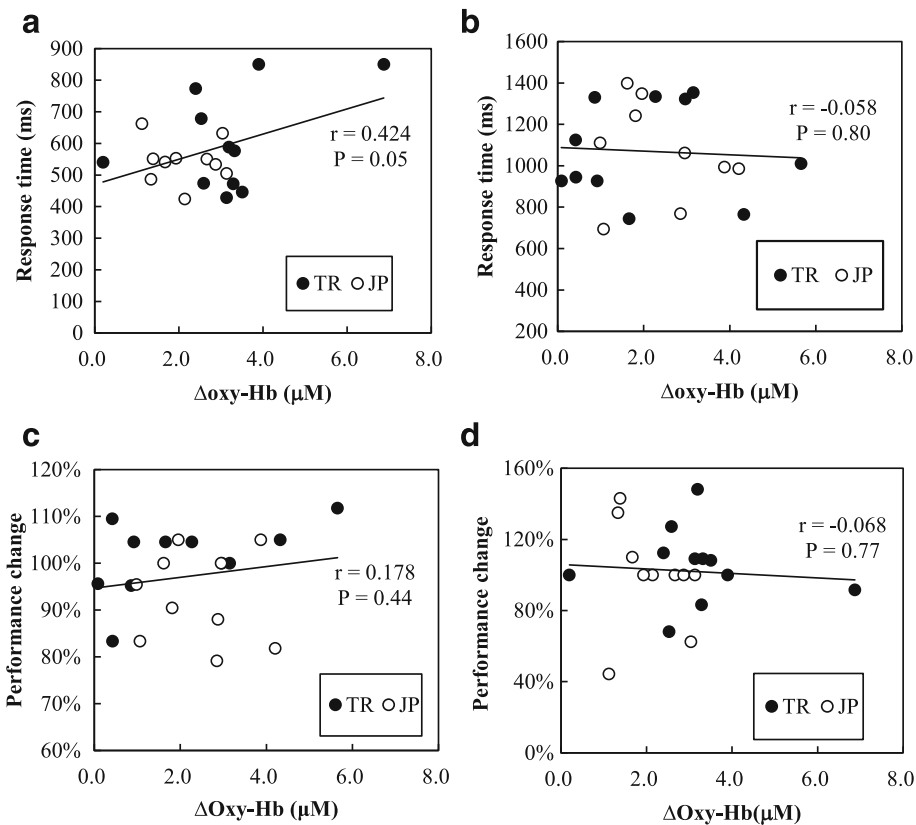 a
900
800
700
600
500
400
300
200
100
0
0.0 2.0 4.0 6.0 8.0
Response time (ms)
Δoxy-Hb (μM)
r = 0.424
P = 0.05
TR JP
b
1600
1400
1200
1000
800
600
400
200
0.0 2.0 4.0 6.0 8.0
Response time (ms)
Δoxy-Hb (μM)
r = -0.058
P = 0.80
TR JP
c
120%
110%
100%
90%
80%
70%
60%
0.0 2.0 4.0 6.0 8.0
Performance change
ΔOxy-Hb (μM)
r = 0.178
P = 0.44
TR JP
d
160%
120%
80%
40%
0%
0.0 2.0 4.0 6.0 8.0
Performance change
ΔOxy-Hb(μM)
r = -0.068
P = 0.77
TR JP